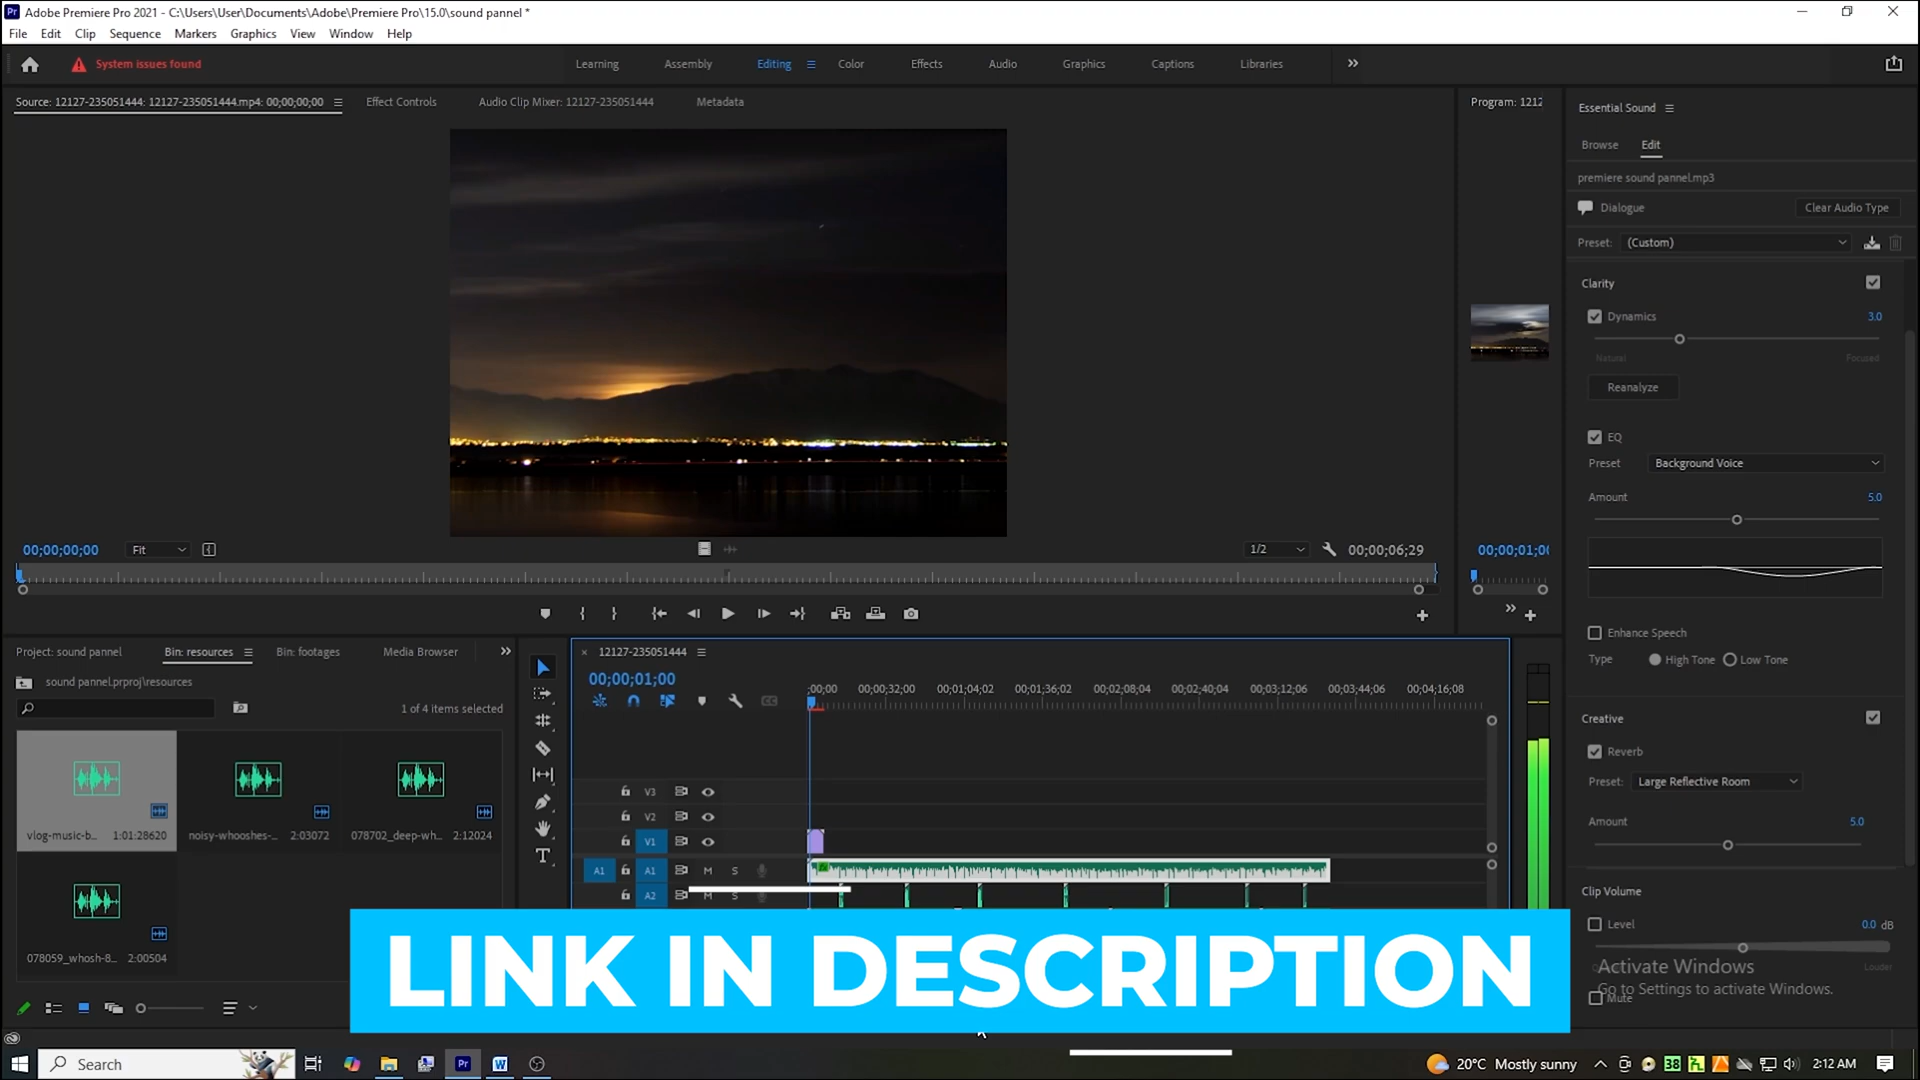 Adobe Premiere Pro 2021 - C:\Users\User\Documents\Adobe\Premiere Pro\15.0\sound pannel *
File Edit Clip Sequence Markers Graphics View Window Help
System issues found
Learning Assembly Editing Color Effects Audio Graphics Captions Libraries
Source: 12127-235051444: 12127-235051444.mp4: 00;00;00;00 Effect Controls Audio Clip Mixer: 12127-235051444 Metadata
Program: 1212
Essential Sound
Browse Edit
premiere sound pannel.mp3
Dialogue Clear Audio Type
Preset: (Custom)
Clarity
Dynamics 3.0
Natural Focused
Reanalyze
EQ
Preset Background Voice
Amount 5.0
00;00;00;00 Fit 1/2 00;00;06;29 00;00;01;00
Enhance Speech
Type High Tone Low Tone
Project: sound pannel Bin: resources Bin: footages Media Browser
sound pannel.prproj\resources
1 of 4 items selected
vlog-music-b... 1:01:28620
noisy-whooshes-... 2:03072
078702_deep-wh... 2:12024
078059_whosh-8... 2:00504
12127-235051444
00;00;01;00
;00;00 00;00;32;00 00;01;04;02 00;01;36;02 00;02;08;04 00;02;40;04 00;03;12;06 00;03;44;06 00;04;16;08
V3
V2
V1
A1 A1 M S
A2 M S
Creative
Reverb
Preset: Large Reflective Room
Amount 5.0
Clip Volume
Level 0.0 dB
Louder
Activate Windows
Go to Settings to activate Windows.
Mute
LINK IN DESCRIPTION
Search
20°C Mostly sunny 38 2:12 AM